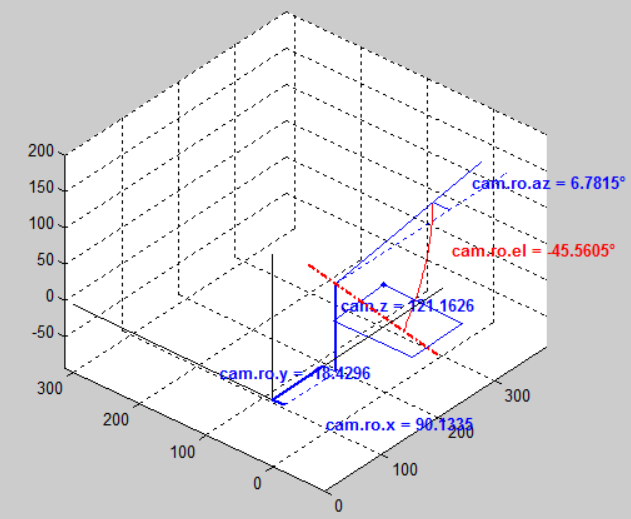 200
150
100
50
0
-50
cam.ro.az = 6.7815°
cam.ro.el = -45.5605°
cam.z = 121.1626
cam.ro.y = -18.4296
cam.ro.x = 90.1335
300
200
100
0
0
100
200
300